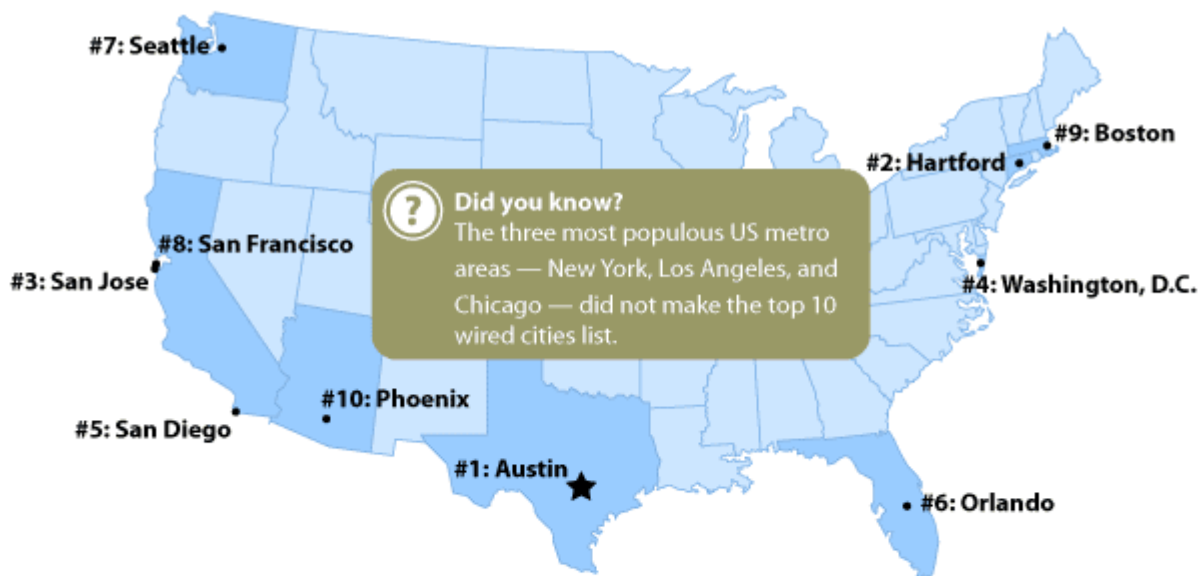 #7: Seattle
#9: Boston
#2: Hartford
?
Did you know?
The three most populous US metro
areas — New York, Los Angeles, and
Chicago — did not make the top 10
wired cities list.
#8: San Francisco
#3: San Jose
#4: Washington, D.C.
#10: Phoenix
#5: San Diego
#1: Austin
#6: Orlando